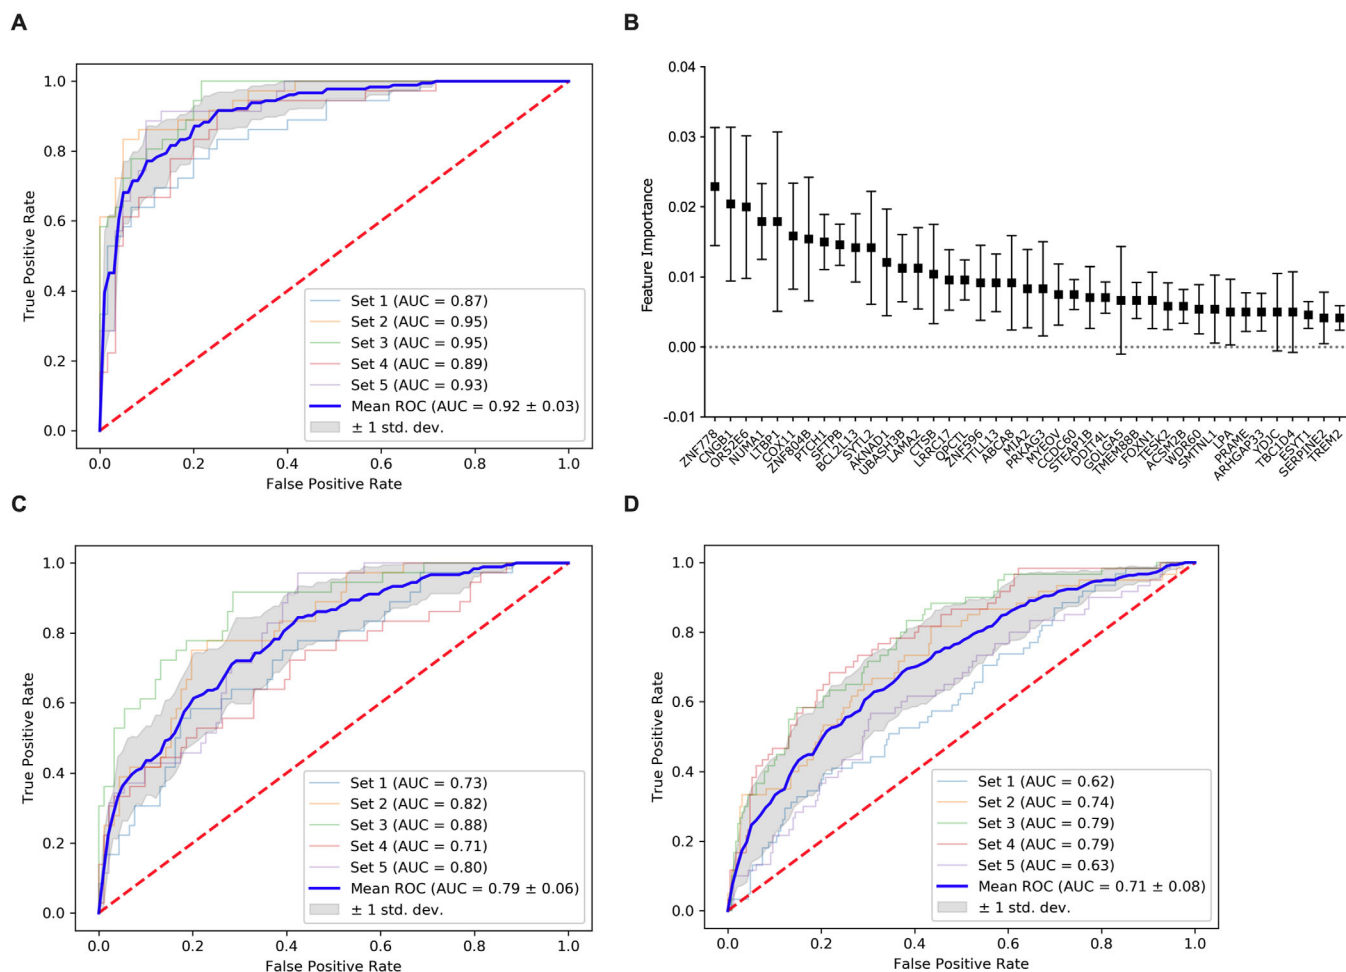 A
True Positive Rate
1.0
0.8
0.6
0.4
0.2
0.0
Set 1 (AUC = 0.87)
Set 2 (AUC = 0.95)
Set 3 (AUC = 0.95)
Set 4 (AUC = 0.89)
Set 5 (AUC = 0.93)
Mean ROC (AUC = 0.92 ± 0.03)
± 1 std. dev.
0.0 0.2 0.4 0.6 0.8 1.0
False Positive Rate
B
Feature Importance
0.04
0.03
0.02
0.01
0.00
-0.01
ZNF778
CNGB1
OR52E6
NUMA1
LTBP1
COX11
ZNF804B
PTCH1
SFTPB
BCL2L13
SYTL2
AKNAD1
UBASH3B
LAMA2
CTSB
LRRC17
QPCTL
ZNF596
TTLL13
ABCA8
MIA2
PRKAG3
MYEOV
CCDC60
STEAP1B
DDIT4L
GOLGA5
TMEM88B
FOXN1
TESK2
ACSM2B
WDR60
SMTNL1
LPA
PRAME
ARHGAP33
YDJC
TBC1D4
ESYT1
SERPINE2
TREM2
C
True Positive Rate
1.0
0.8
0.6
0.4
0.2
0.0
Set 1 (AUC = 0.73)
Set 2 (AUC = 0.82)
Set 3 (AUC = 0.88)
Set 4 (AUC = 0.71)
Set 5 (AUC = 0.80)
Mean ROC (AUC = 0.79 ± 0.06)
± 1 std. dev.
0.0 0.2 0.4 0.6 0.8 1.0
False Positive Rate
D
True Positive Rate
1.0
0.8
0.6
0.4
0.2
0.0
Set 1 (AUC = 0.62)
Set 2 (AUC = 0.74)
Set 3 (AUC = 0.79)
Set 4 (AUC = 0.79)
Set 5 (AUC = 0.63)
Mean ROC (AUC = 0.71 ± 0.08)
± 1 std. dev.
0.0 0.2 0.4 0.6 0.8 1.0
False Positive Rate